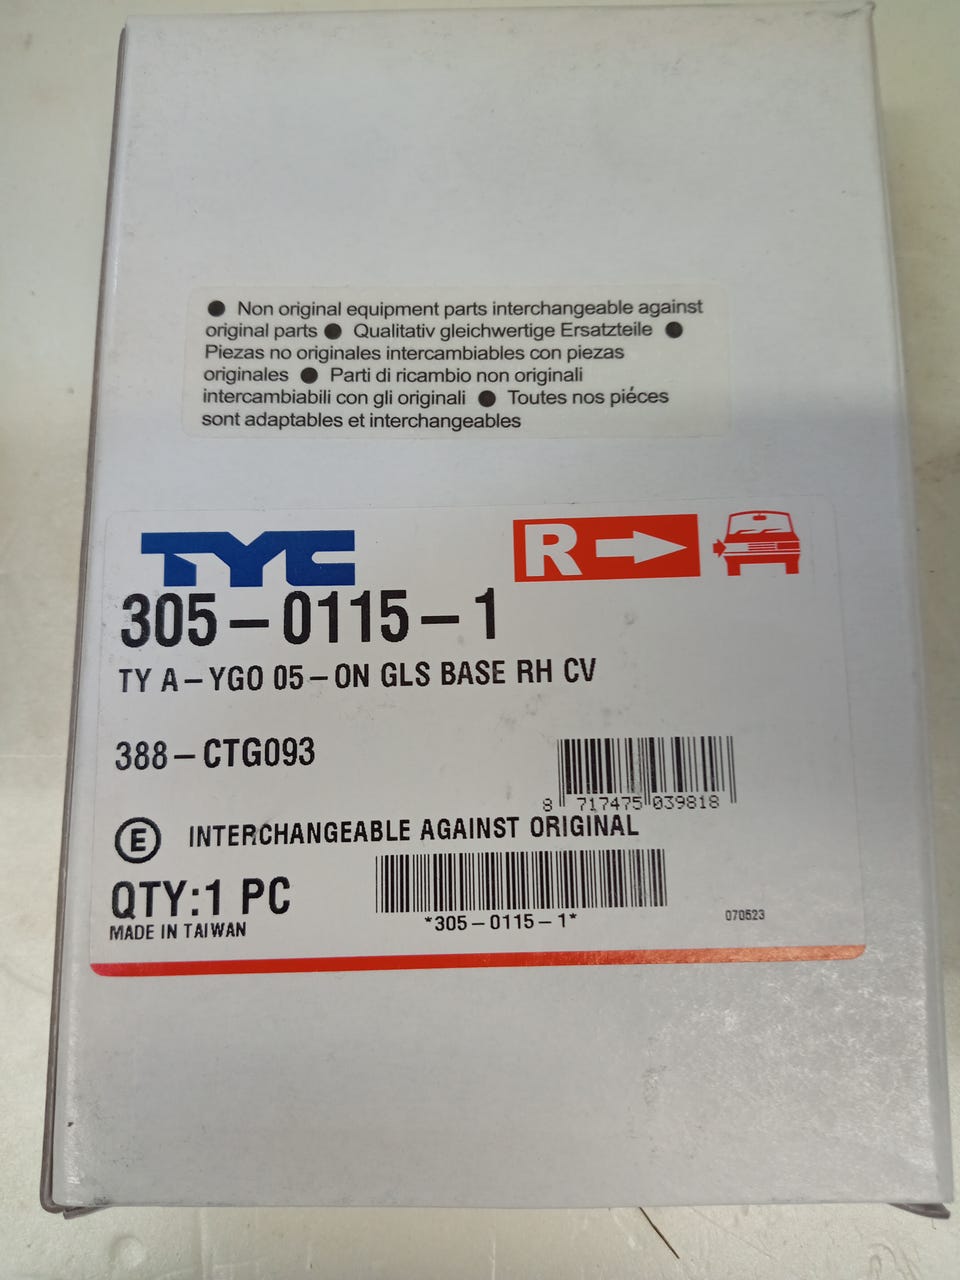 ● Non original equipment parts interchangeable against
original parts ● Qualitativ gleichwertige Ersatzteile ●
Piezas no originales intercambiables con piezas
originales ● Parti di ricambio non originali
intercambiabili con gli originali ● Toutes nos piéces
sont adaptables et interchangeables
TYC
R
305-0115-1
TY A-YGO 05-ON GLS BASE RH CV
388-CTG093
8 717475 039818
E INTERCHANGEABLE AGAINST ORIGINAL
QTY:1 PC
MADE IN TAIWAN
*305-0115-1*
070523